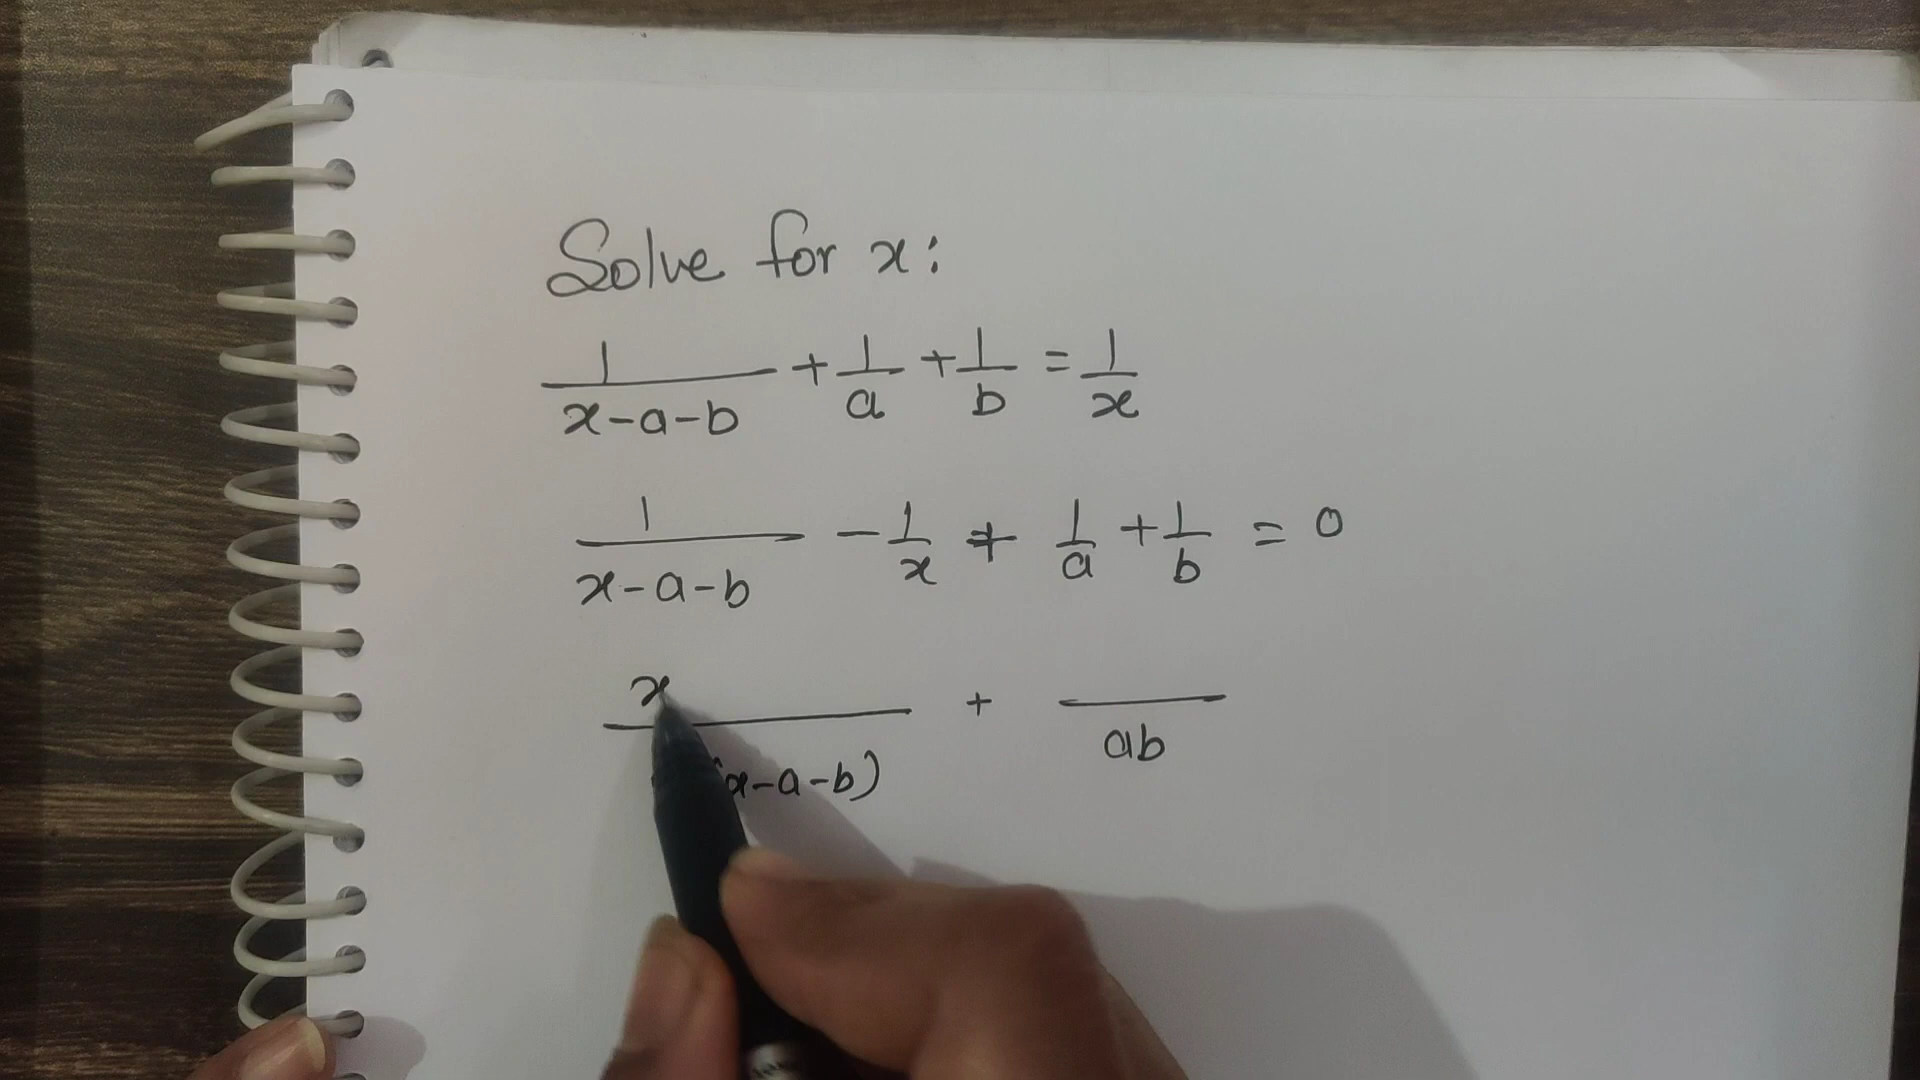 Solve for x:
1/(x-a-b) + 1/a + 1/b = 1/x
1/(x-a-b) - 1/x + 1/a + 1/b = 0
x/(x-a-b) + /ab